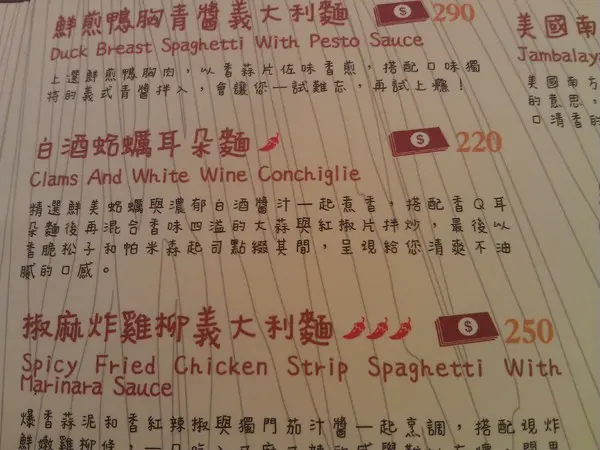 鮮煎鴨胸青醬義大利麵 $ 290
Duck Breast Spaghetti With Pesto Sauce
上選鮮煎鴨胸肉，以香蒜片佐味香煎，搭配口味獨
特的義式青醬拌入，會讓您一試難忘，再試上癮！
白酒蛤蠣耳朵麵 $ 220
Clams And White Wine Conchiglie
精選鮮美蛤蠣與濃郁白酒醬汁一起煮香，搭配香Q耳
朵麵後再混合香味四溢的大蒜與紅椒片拌炒，最後以
香脆松子和帕米森起司點綴其間，呈現給您清爽不油
膩的口感。
椒麻炸雞柳義大利麵 $ 250
Spicy Fried Chicken Strip Spaghetti With
Marinara Sauce
爆香蒜泥和香紅辣椒與獨門茄汁醬一起烹調，搭配現炸
鮮嫩雞柳條，一口
美國
Jambalaya
美國南方
的意思，
口清香的